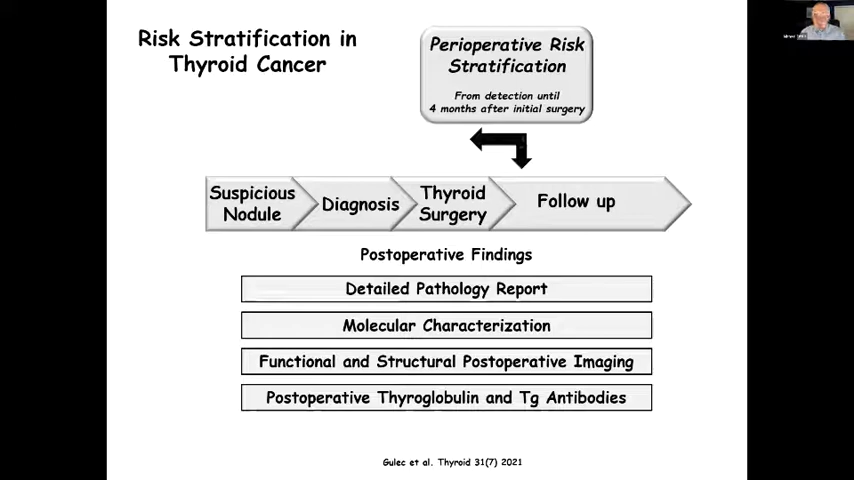 Risk Stratification in
Thyroid Cancer
Perioperative Risk
Stratification
From detection until
4 months after initial surgery
Suspicious
Nodule
Diagnosis
Thyroid
Surgery
Follow up
Postoperative Findings
Detailed Pathology Report
Molecular Characterization
Functional and Structural Postoperative Imaging
Postoperative Thyroglobulin and Tg Antibodies
Gulec et al. Thyroid 31(7) 2021